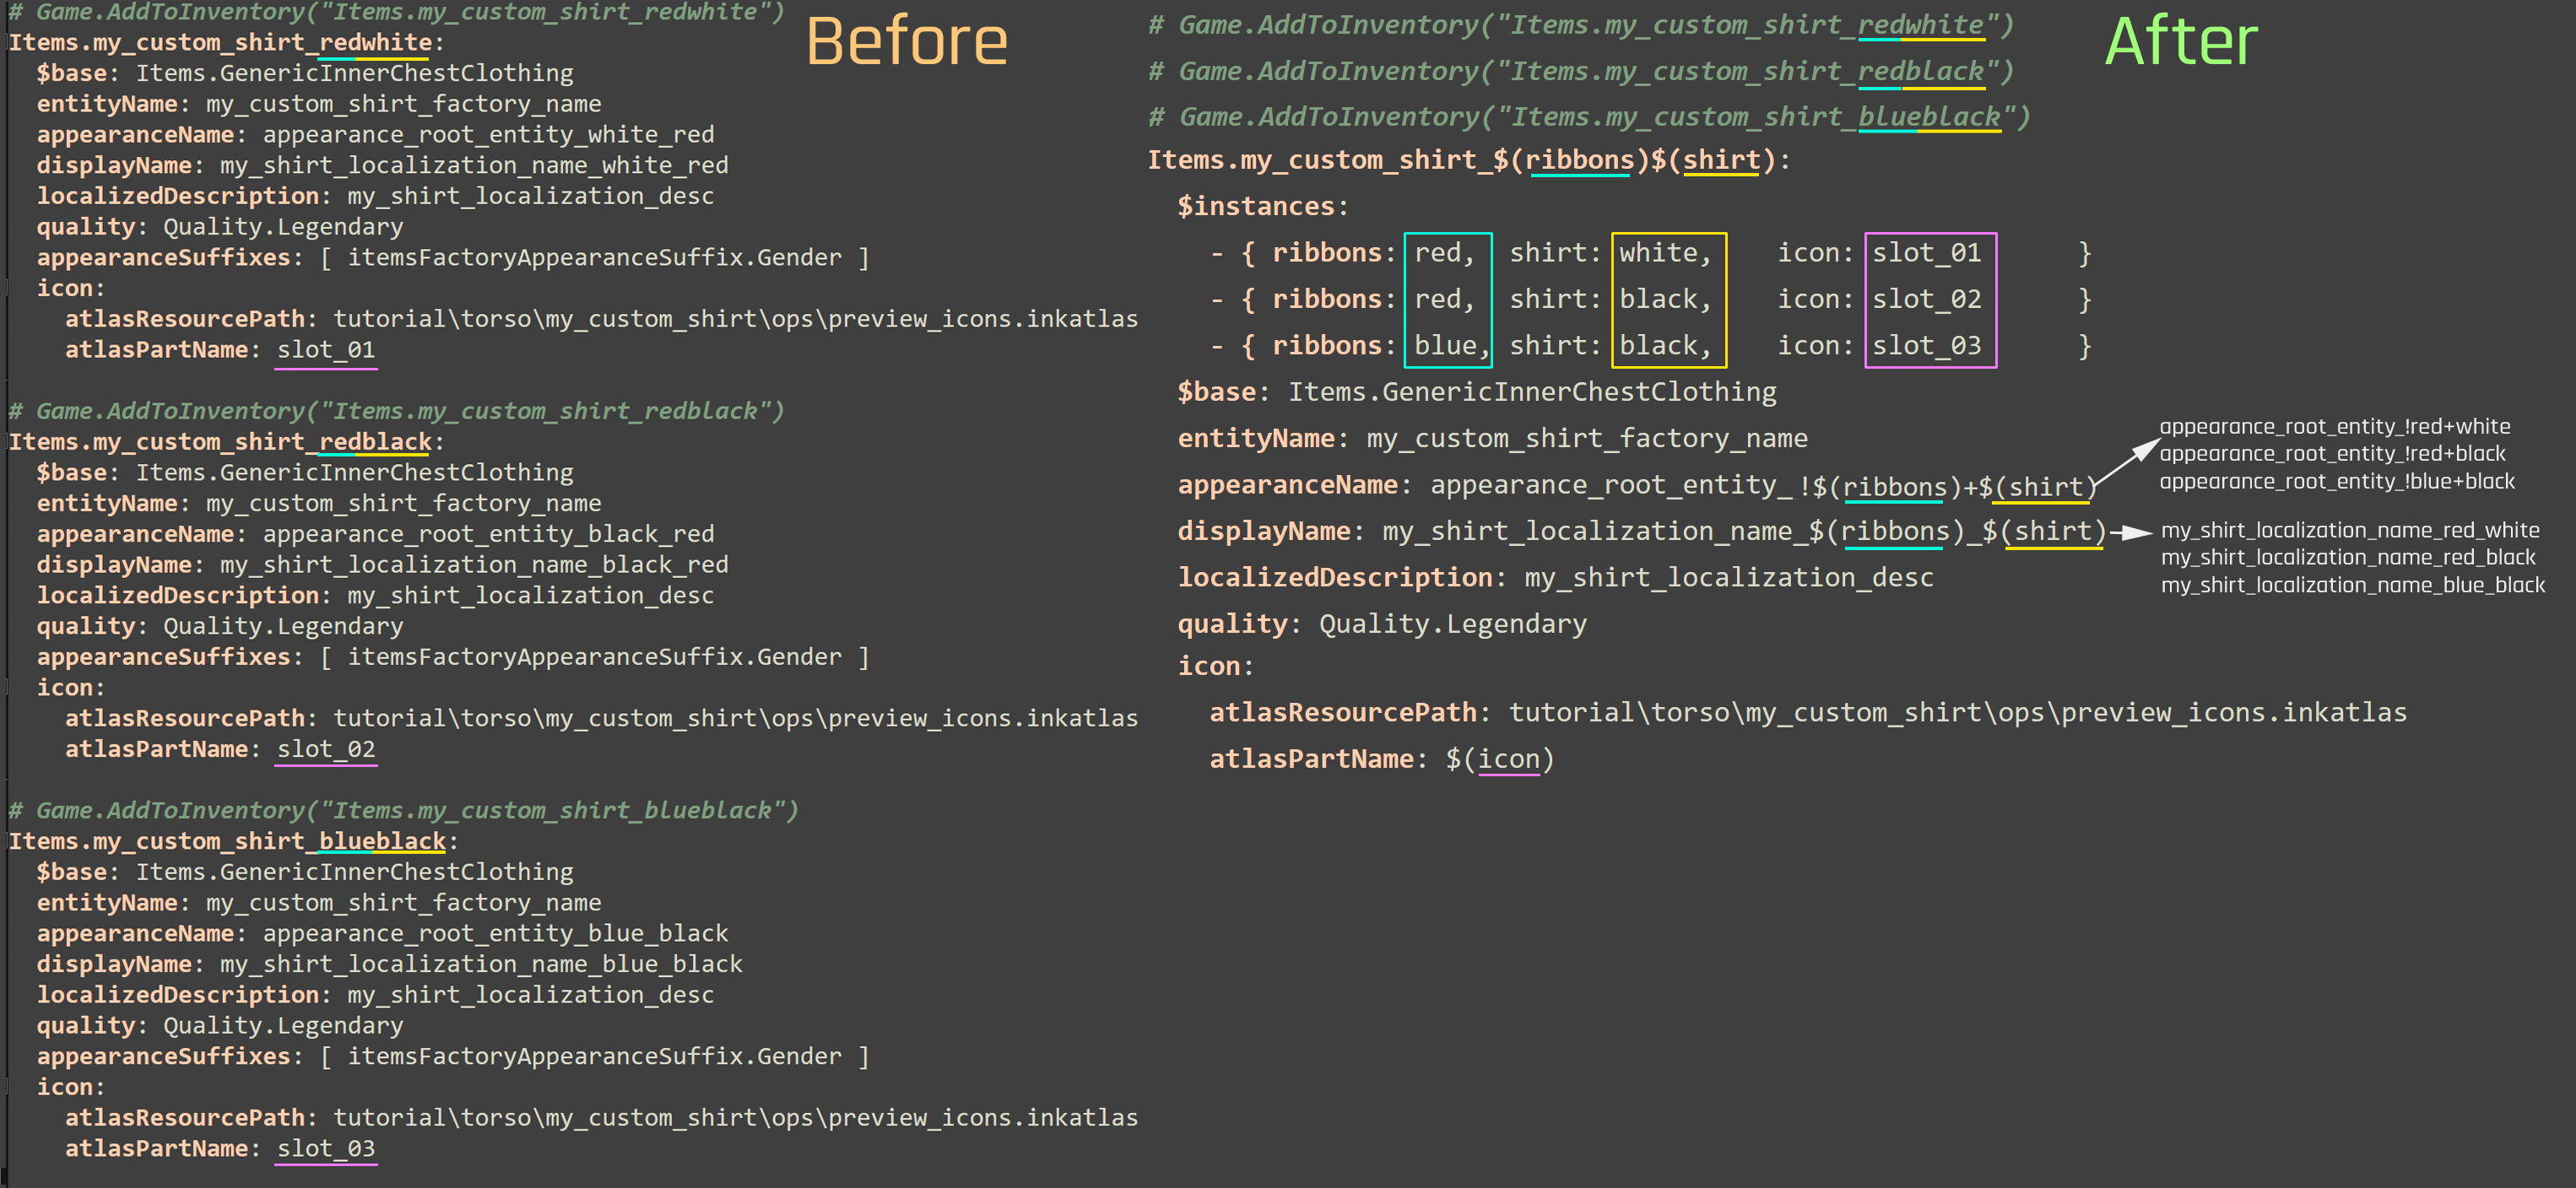 Before
# Game.AddToInventory("Items.my_custom_shirt_redwhite")
Items.my_custom_shirt_redwhite:
$base: Items.GenericInnerChestClothing
entityName: my_custom_shirt_factory_name
appearanceName: appearance_root_entity_white_red
displayName: my_shirt_localization_name_white_red
localizedDescription: my_shirt_localization_desc
quality: Quality.Legendary
appearanceSuffixes: [ itemsFactoryAppearanceSuffix.Gender ]
icon:
atlasResourcePath: tutorial\torso\my_custom_shirt\ops\preview_icons.inkatlas
atlasPartName: slot_01
# Game.AddToInventory("Items.my_custom_shirt_redblack")
Items.my_custom_shirt_redblack:
$base: Items.GenericInnerChestClothing
entityName: my_custom_shirt_factory_name
appearanceName: appearance_root_entity_black_red
displayName: my_shirt_localization_name_black_red
localizedDescription: my_shirt_localization_desc
quality: Quality.Legendary
appearanceSuffixes: [ itemsFactoryAppearanceSuffix.Gender ]
icon:
atlasResourcePath: tutorial\torso\my_custom_shirt\ops\preview_icons.inkatlas
atlasPartName: slot_02
# Game.AddToInventory("Items.my_custom_shirt_blueblack")
Items.my_custom_shirt_blueblack:
$base: Items.GenericInnerChestClothing
entityName: my_custom_shirt_factory_name
appearanceName: appearance_root_entity_blue_black
displayName: my_shirt_localization_name_blue_black
localizedDescription: my_shirt_localization_desc
quality: Quality.Legendary
appearanceSuffixes: [ itemsFactoryAppearanceSuffix.Gender ]
icon:
atlasResourcePath: tutorial\torso\my_custom_shirt\ops\preview_icons.inkatlas
atlasPartName: slot_03
After
# Game.AddToInventory("Items.my_custom_shirt_redwhite")
# Game.AddToInventory("Items.my_custom_shirt_redblack")
# Game.AddToInventory("Items.my_custom_shirt_blueblack")
Items.my_custom_shirt_$(ribbons)$(shirt):
$instances:
- { ribbons: red, shirt: white, icon: slot_01 }
- { ribbons: red, shirt: black, icon: slot_02 }
- { ribbons: blue, shirt: black, icon: slot_03 }
$base: Items.GenericInnerChestClothing
entityName: my_custom_shirt_factory_name
appearanceName: appearance_root_entity_!$(ribbons)+$(shirt)
appearance_root_entity_!red+white
appearance_root_entity_!red+black
appearance_root_entity_!blue+black
displayName: my_shirt_localization_name_$(ribbons)_$(shirt)
my_shirt_localization_name_red_white
my_shirt_localization_name_red_black
my_shirt_localization_name_blue_black
localizedDescription: my_shirt_localization_desc
quality: Quality.Legendary
icon:
atlasResourcePath: tutorial\torso\my_custom_shirt\ops\preview_icons.inkatlas
atlasPartName: $(icon)